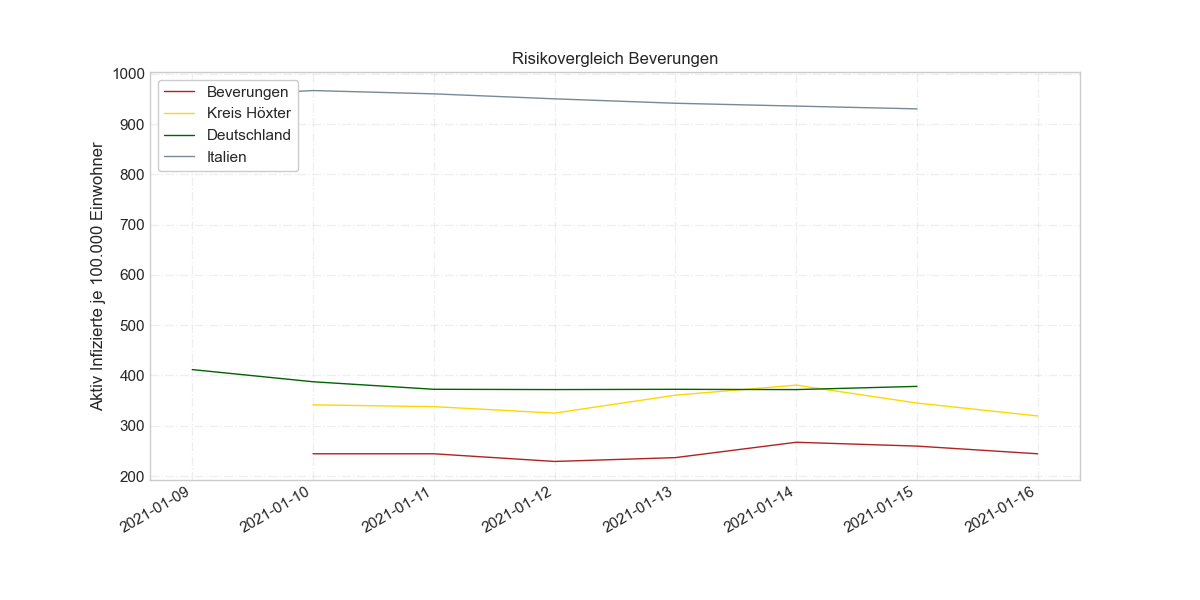 Risikovergleich Beverungen
Aktiv Infizierte je 100.000 Einwohner
1000
900
800
700
600
500
400
300
200
Beverungen
Kreis Höxter
Deutschland
Italien
2021-01-09
2021-01-10
2021-01-11
2021-01-12
2021-01-13
2021-01-14
2021-01-15
2021-01-16